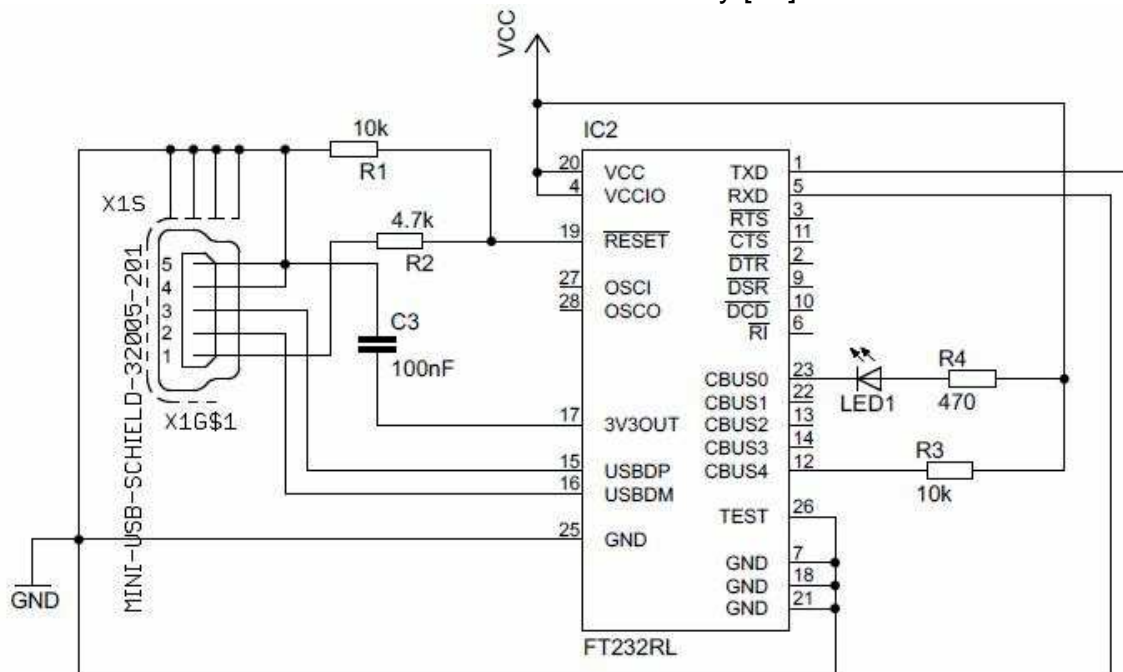 VCC
10k
R1
X1S
4.7k
R2
5
4
3
2
1
C3
100nF
X1G$1
MINI-USB-SCHIELD-32005-201
GND
IC2
20 VCC TXD 1
4 VCCIO RXD 5
RTS 3
19 RESET CTS 11
DTR 2
27 OSCI DSR 9
28 OSCO DCD 10
RI 6
CBUS0 23
CBUS1 22
17 3V3OUT CBUS2 13
CBUS3 14
15 USBDP CBUS4 12
16 USBDM
TEST 26
25 GND
GND 7
GND 18
GND 21
FT232RL
LED1
R4
470
R3
10k